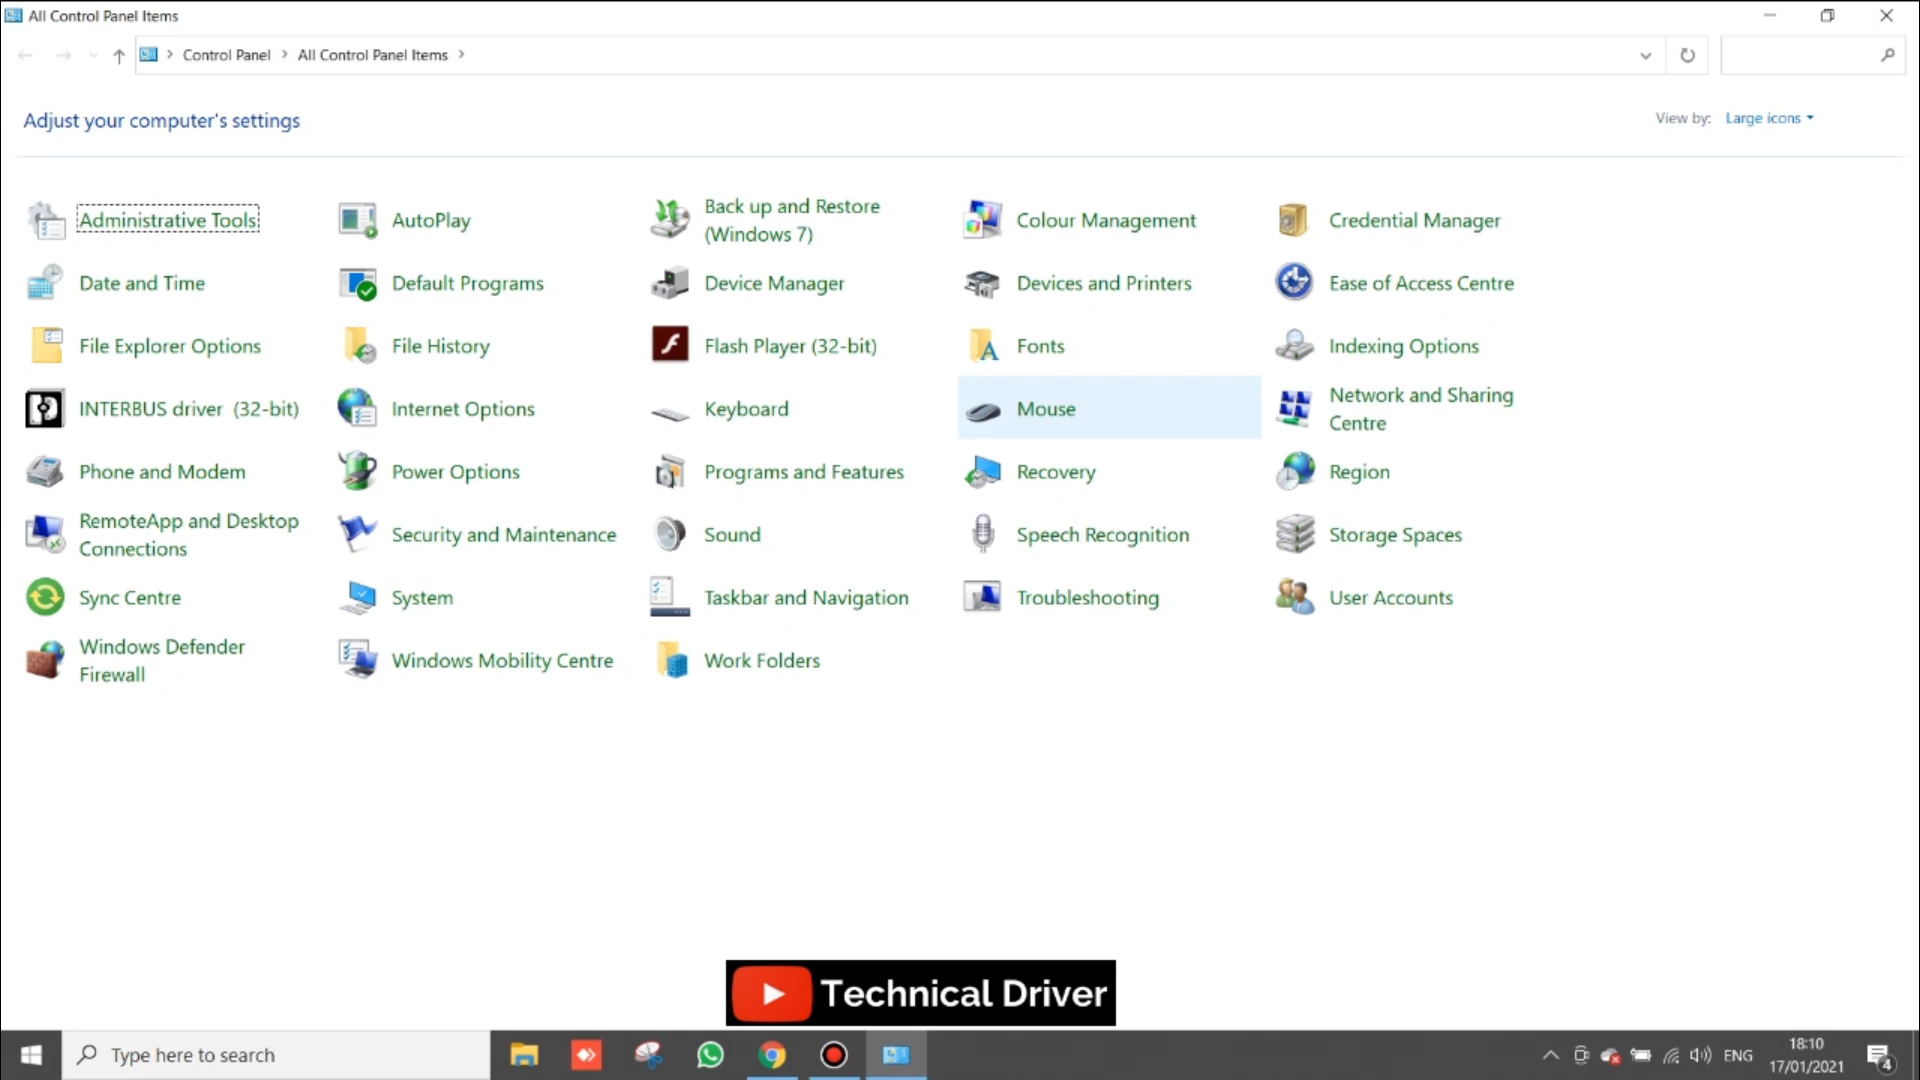 All Control Panel Items
Control Panel > All Control Panel Items >
Adjust your computer's settings
View by: Large icons
Administrative Tools
AutoPlay
Back up and Restore
(Windows 7)
Colour Management
Credential Manager
Date and Time
Default Programs
Device Manager
Devices and Printers
Ease of Access Centre
File Explorer Options
File History
Flash Player (32-bit)
Fonts
Indexing Options
INTERBUS driver (32-bit)
Internet Options
Keyboard
Mouse
Network and Sharing
Centre
Phone and Modem
Power Options
Programs and Features
Recovery
Region
RemoteApp and Desktop
Connections
Security and Maintenance
Sound
Speech Recognition
Storage Spaces
Sync Centre
System
Taskbar and Navigation
Troubleshooting
User Accounts
Windows Defender
Firewall
Windows Mobility Centre
Work Folders
Technical Driver
Type here to search
ENG
18:10
17/01/2021
4